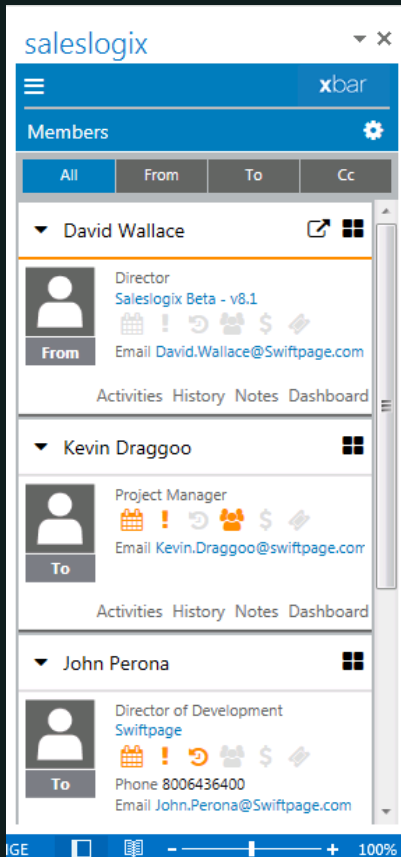 saleslogix
xbar
Members
All From To Cc
David Wallace
Director
Saleslogix Beta - v8.1
From
Email David.Wallace@Swiftpage.com
Activities History Notes Dashboard
Kevin Draggoo
Project Manager
To
Email Kevin.Draggoo@swiftpage.com
Activities History Notes Dashboard
John Perona
Director of Development
Swiftpage
To
Phone 8006436400
Email John.Perona@Swiftpage.com
100%